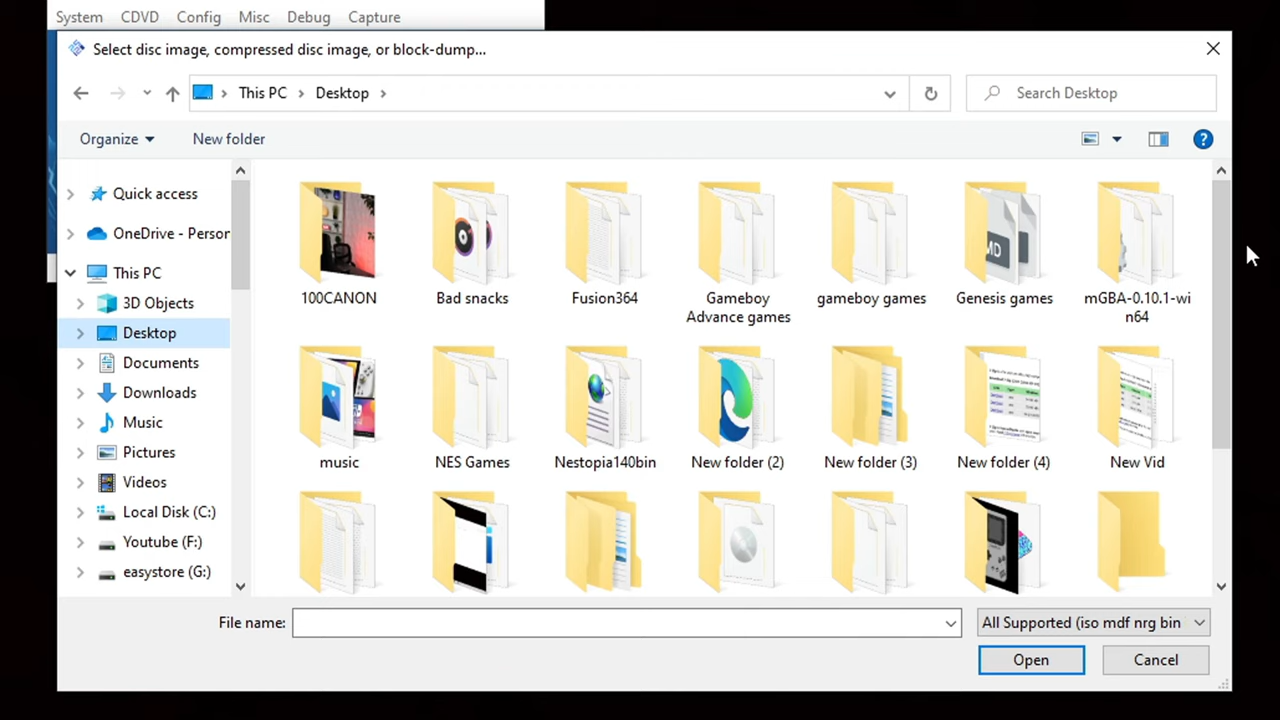 System CDVD Config Misc Debug Capture
Select disc image, compressed disc image, or block-dump...
This PC Desktop
Search Desktop
Organize New folder
Quick access
OneDrive - Person
This PC
3D Objects
Desktop
Documents
Downloads
Music
Pictures
Videos
Local Disk (C:)
Youtube (F:)
easystore (G:)
100CANON
Bad snacks
Fusion364
Gameboy
Advance games
gameboy games
MD
Genesis games
mGBA-0.10.1-wi
n64
music
NES Games
Nestopia140bin
New folder (2)
New folder (3)
New folder (4)
New Vid
File name:
All Supported (iso mdf nrg bin
Open Cancel